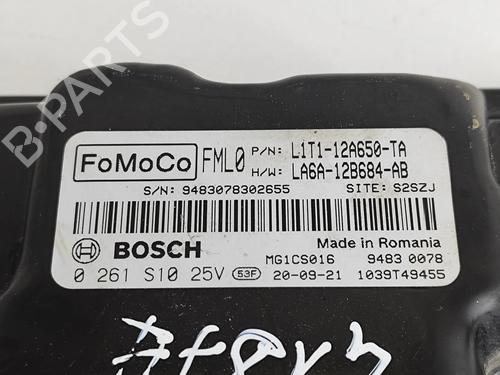 B-PARTS
FoMoCo FML0 P/N: L1T1-12A650-TA
H/W: LA6A-12B684-AB
S/N: 9483078302655 SITE: S2SZJ
BOSCH Made in Romania
MG1CS016 9483 0078
0 261 S10 25V 53F 20-09-21 1039T49455